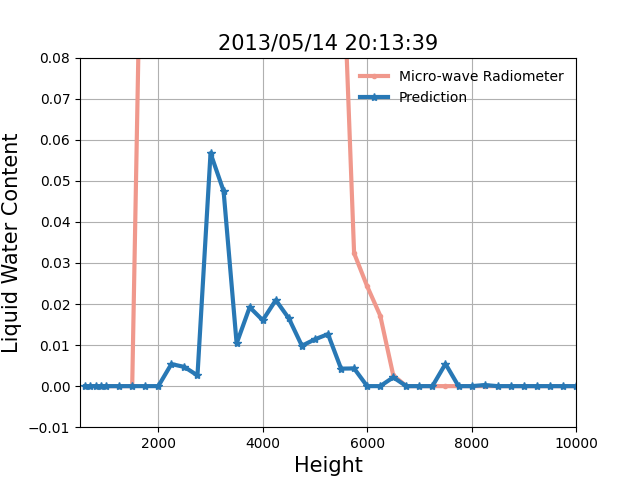 2013/05/14 20:13:39
0.08
0.07
0.06
0.05
0.04
0.03
0.02
0.01
0.00
−0.01
Liquid Water Content
Micro-wave Radiometer
Prediction
2000 4000 6000 8000 10000
Height